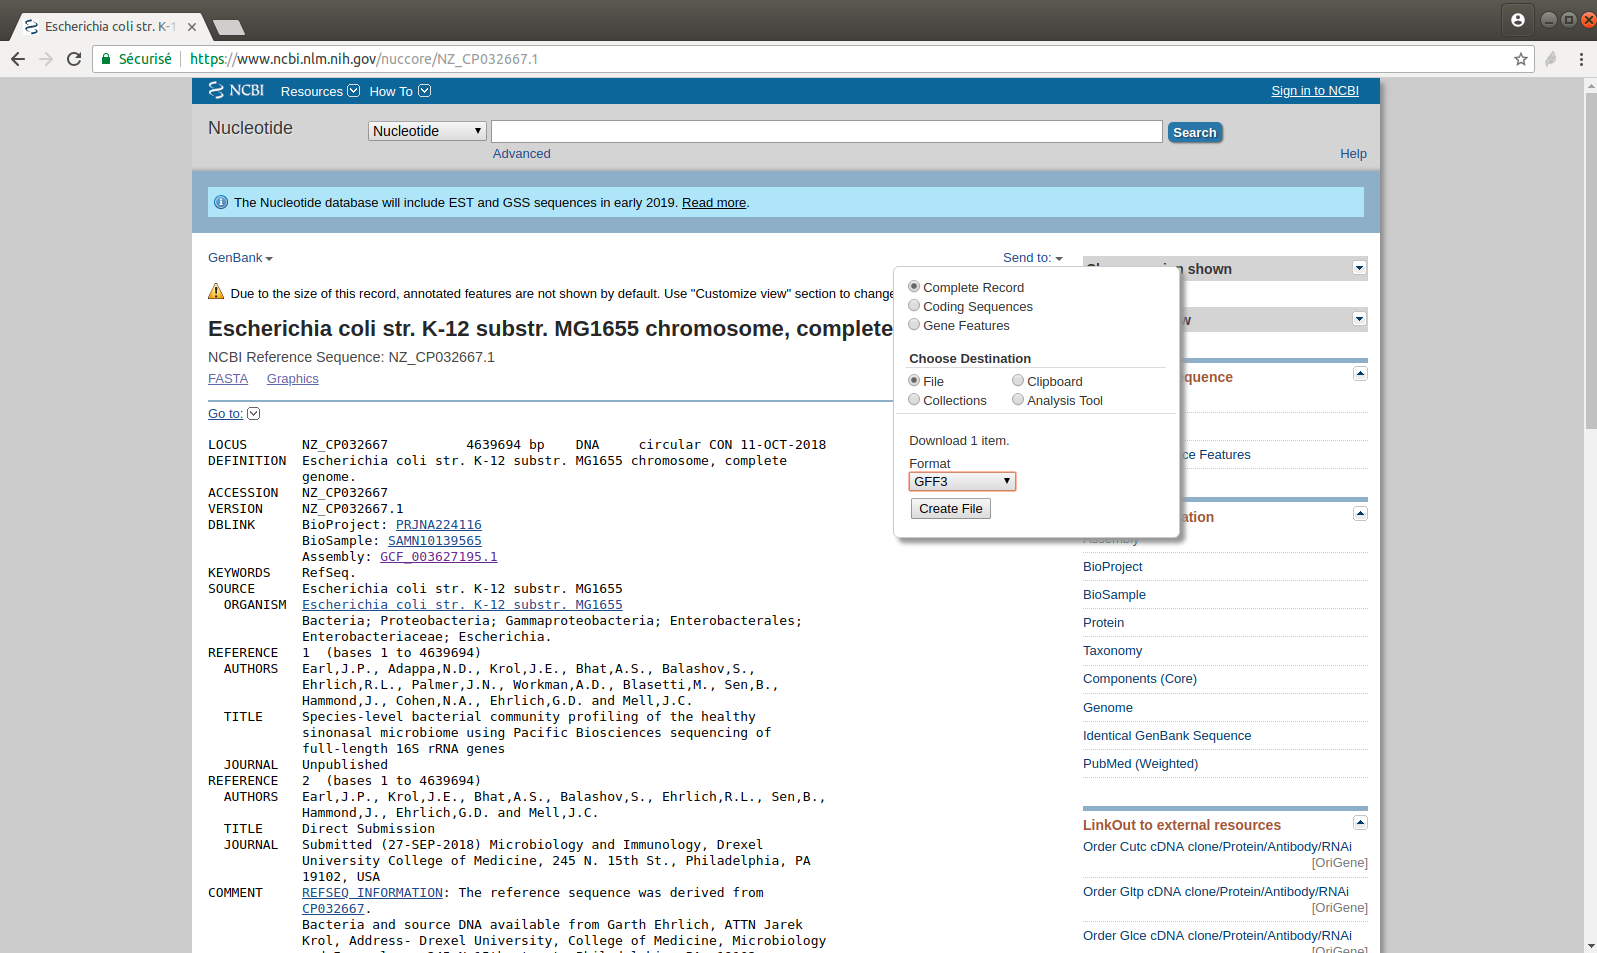 Escherichia coli str. K-1
Sécurisé https://www.ncbi.nlm.nih.gov/nuccore/NZ_CP032667.1
NCBI Resources How To Sign in to NCBI
Nucleotide Nucleotide Search
Advanced Help
The Nucleotide database will include EST and GSS sequences in early 2019. Read more.
GenBank Send to:
shown
Complete Record
Coding Sequences
Gene Features
Choose Destination
File Clipboard
Collections Analysis Tool
Download 1 item.
Format
GFF3
Create File
Due to the size of this record, annotated features are not shown by default. Use "Customize view" section to change
Escherichia coli str. K-12 substr. MG1655 chromosome, complete
NCBI Reference Sequence: NZ_CP032667.1
FASTA Graphics
Go to:
LOCUS NZ_CP032667 4639694 bp DNA circular CON 11-OCT-2018
DEFINITION Escherichia coli str. K-12 substr. MG1655 chromosome, complete
genome.
ACCESSION NZ_CP032667
VERSION NZ_CP032667.1
DBLINK BioProject: PRJNA224116
BioSample: SAMN10139565
Assembly: GCF_003627195.1
KEYWORDS RefSeq.
SOURCE Escherichia coli str. K-12 substr. MG1655
ORGANISM Escherichia coli str. K-12 substr. MG1655
Bacteria; Proteobacteria; Gammaproteobacteria; Enterobacterales;
Enterobacteriaceae; Escherichia.
REFERENCE 1 (bases 1 to 4639694)
AUTHORS Earl,J.P., Adappa,N.D., Krol,J.E., Bhat,A.S., Balashov,S.,
Ehrlich,R.L., Palmer,J.N., Workman,A.D., Blasetti,M., Sen,B.,
Hammond,J., Cohen,N.A., Ehrlich,G.D. and Mell,J.C.
TITLE Species-level bacterial community profiling of the healthy
sinonasal microbiome using Pacific Biosciences sequencing of
full-length 16S rRNA genes
JOURNAL Unpublished
REFERENCE 2 (bases 1 to 4639694)
AUTHORS Earl,J.P., Krol,J.E., Bhat,A.S., Balashov,S., Ehrlich,R.L., Sen,B.,
Hammond,J., Ehrlich,G.D. and Mell,J.C.
TITLE Direct Submission
JOURNAL Submitted (27-SEP-2018) Microbiology and Immunology, Drexel
University College of Medicine, 245 N. 15th St., Philadelphia, PA
19102, USA
COMMENT REFSEQ INFORMATION: The reference sequence was derived from
CP032667.
Bacteria and source DNA available from Garth Ehrlich, ATTN Jarek
Krol, Address- Drexel University, College of Medicine, Microbiology
w
quence
ce Features
ation
Assembly
BioProject
BioSample
Protein
Taxonomy
Components (Core)
Genome
Identical GenBank Sequence
PubMed (Weighted)
LinkOut to external resources
Order Cutc cDNA clone/Protein/Antibody/RNAi
[OriGene]
Order Gltp cDNA clone/Protein/Antibody/RNAi
[OriGene]
Order Glce cDNA clone/Protein/Antibody/RNAi
[OriGene]